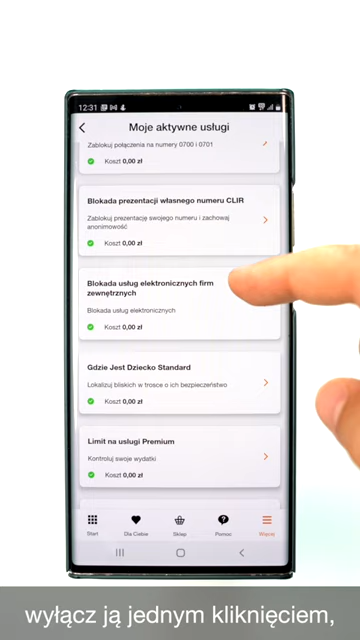 12:31
Moje aktywne usługi
Zablokuj połączenia na numery 0700 i 0701
Koszt 0,00 zł
Blokada prezentacji własnego numeru CLIR
Zablokuj prezentację swojego numeru i zachowaj
anonimowość
Koszt 0,00 zł
Blokada usług elektronicznych firm
zewnętrznych
Blokada usług elektronicznych
Koszt 0,00 zł
Gdzie Jest Dziecko Standard
Lokalizuj bliskich w trosce o ich bezpieczeństwo
Koszt 0,00 zł
Limit na usługi Premium
Kontroluj swoje wydatki
Koszt 0,00 zł
Start Dla Ciebie Sklep Pomoc Więcej
wyłącz ją jednym kliknięciem,